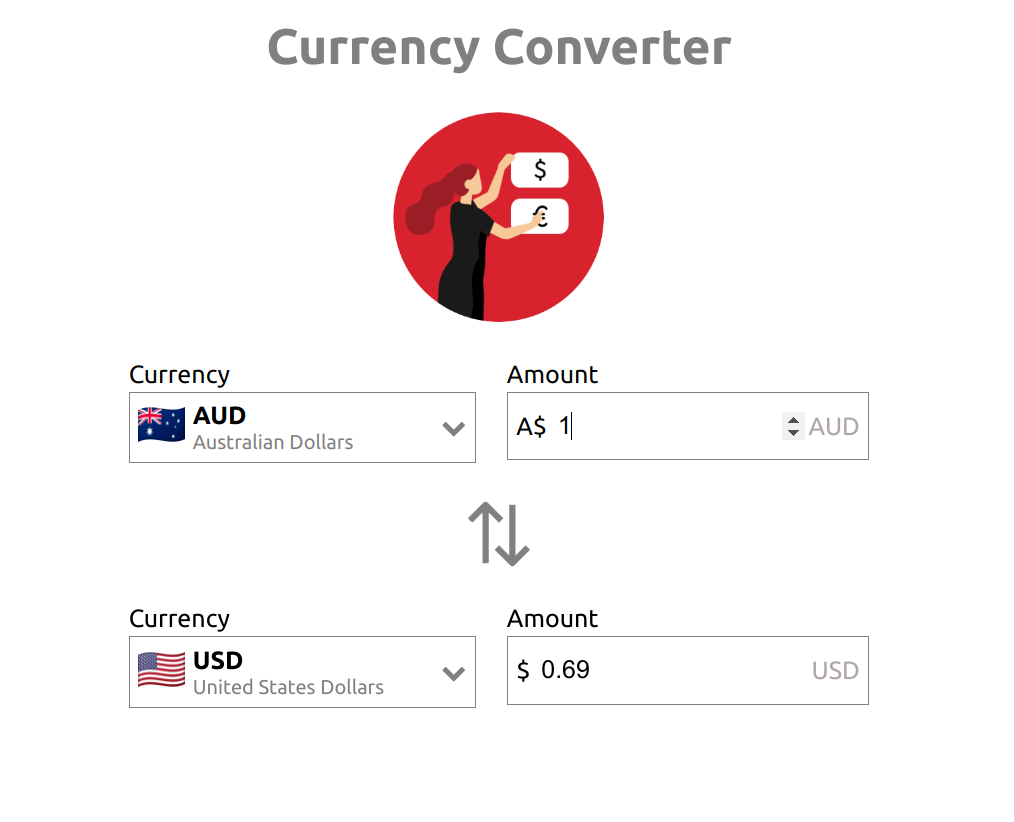 Currency Converter
$
€
Currency
Amount
AUD
Australian Dollars
A$ 1
AUD
Currency
Amount
USD
United States Dollars
$ 0.69
USD